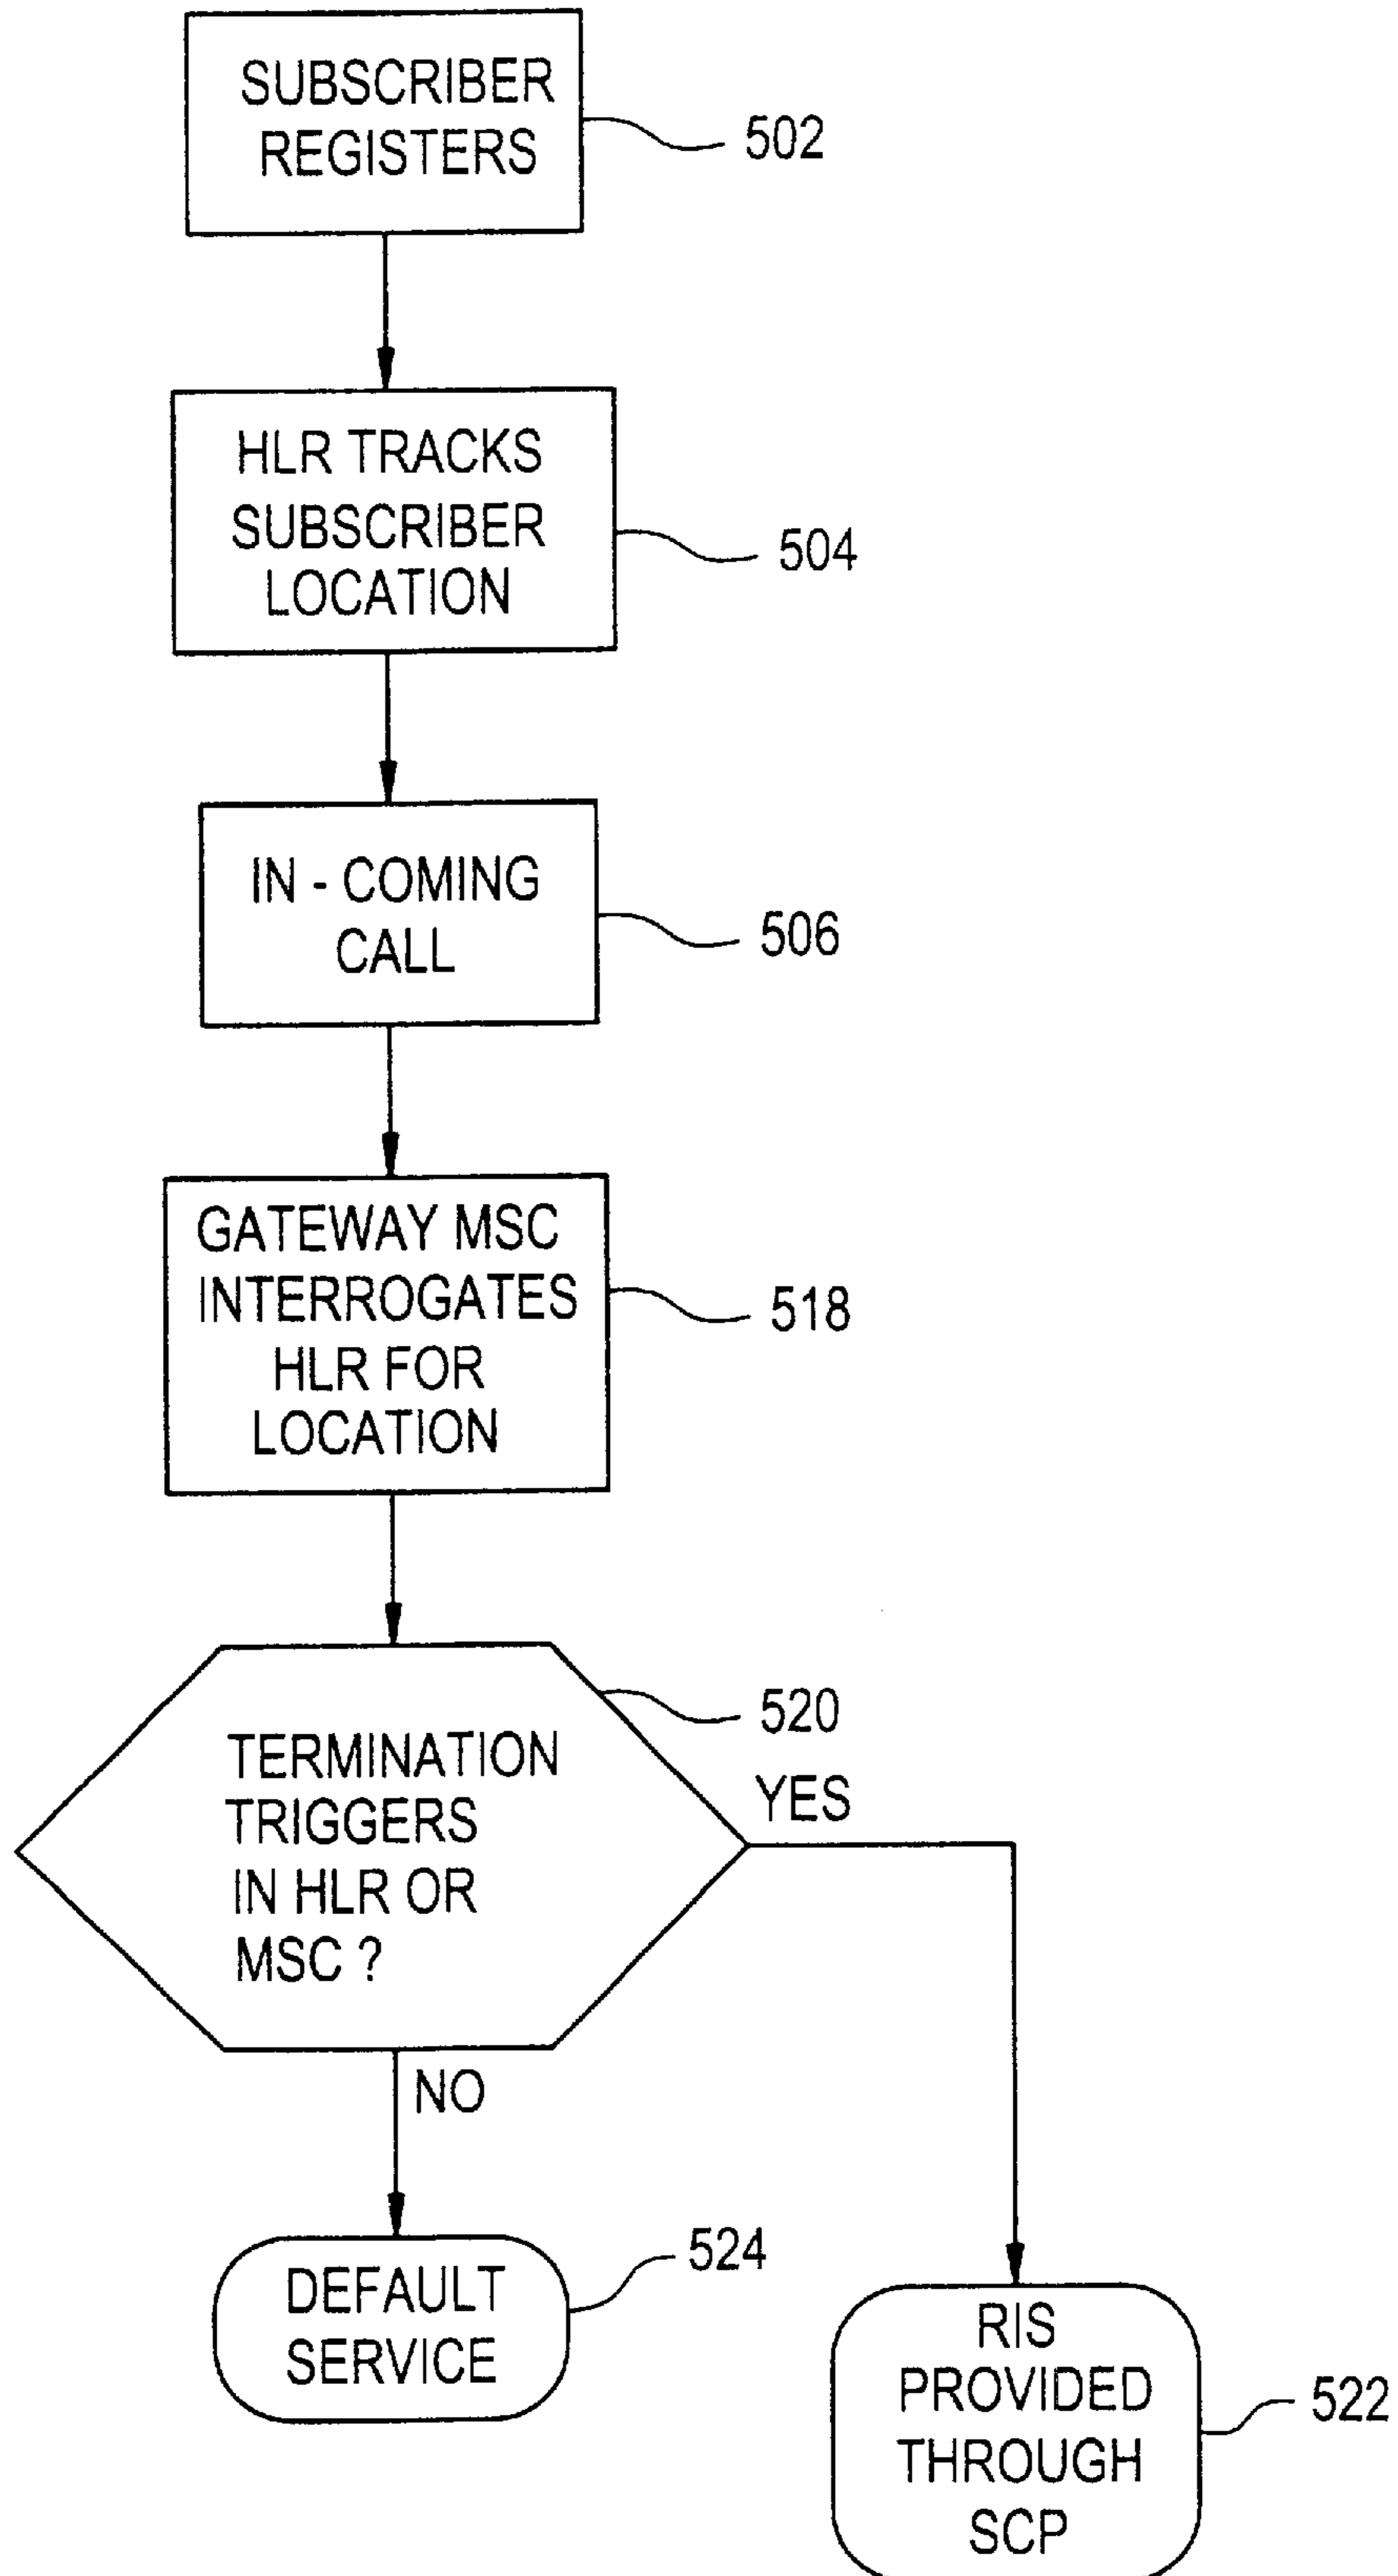 SUBSCRIBER
REGISTERS
502
HLR TRACKS
SUBSCRIBER
LOCATION
504
IN - COMING
CALL
506
GATEWAY MSC
INTERROGATES
HLR FOR
LOCATION
518
520
TERMINATION
TRIGGERS
IN HLR OR
MSC ?
YES
NO
DEFAULT
SERVICE
524
RIS
PROVIDED
THROUGH
SCP
522